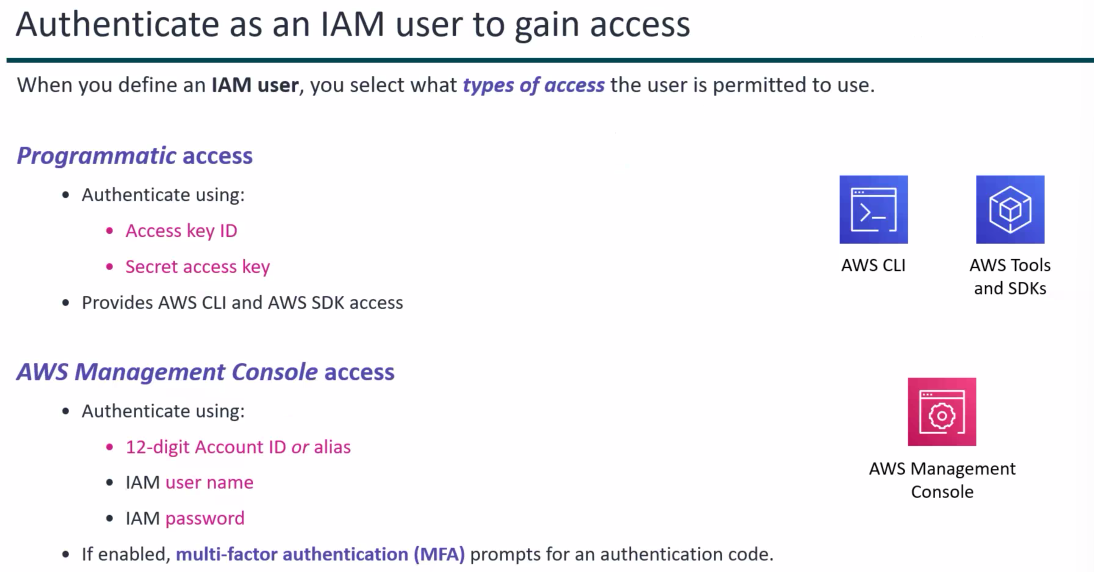 Authenticate as an IAM user to gain access
When you define an IAM user, you select what types of access the user is permitted to use.
Programmatic access
• Authenticate using:
• Access key ID
• Secret access key
• Provides AWS CLI and AWS SDK access
AWS CLI
AWS Tools
and SDKs
AWS Management Console access
• Authenticate using:
• 12-digit Account ID or alias
• IAM user name
• IAM password
• If enabled, multi-factor authentication (MFA) prompts for an authentication code.
AWS Management
Console